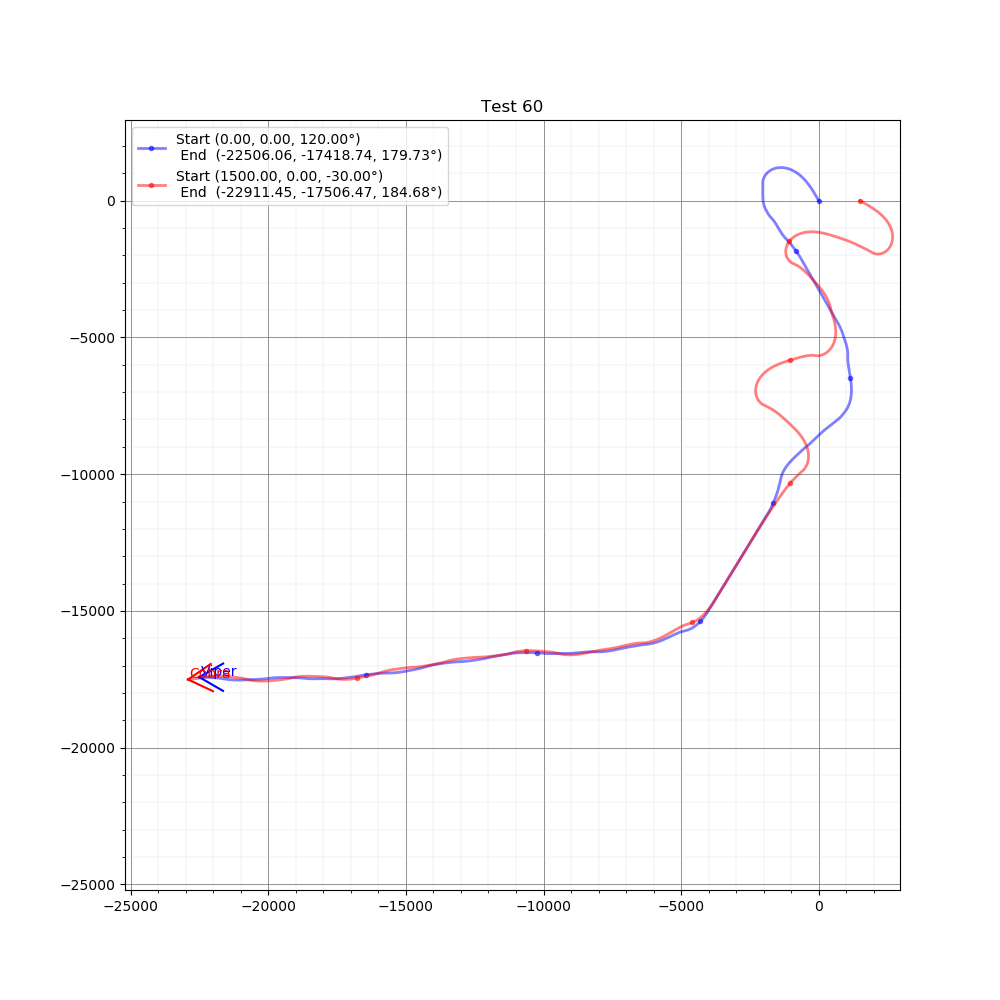 Test 60
Start (0.00, 0.00, 120.00°)
End (-22506.06, -17418.74, 179.73°)
Start (1500.00, 0.00, -30.00°)
End (-22911.45, -17506.47, 184.68°)
0
−5000
−10000
−15000
−20000
−25000
Viper
−25000 −20000 −15000 −10000 −5000 0